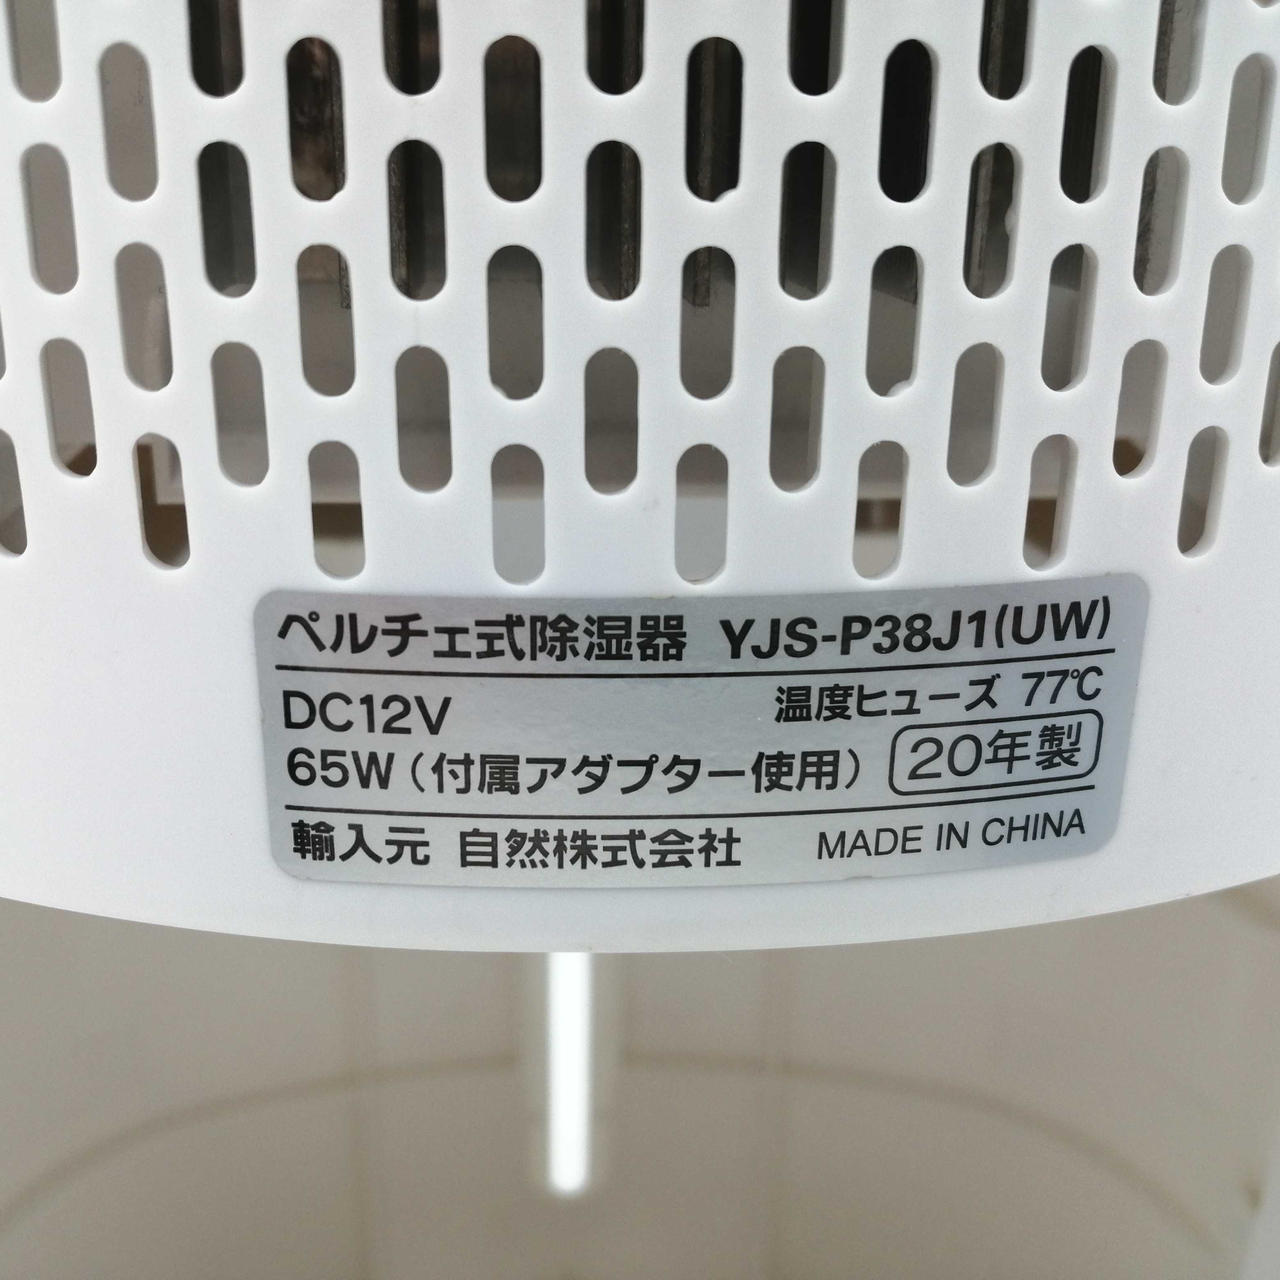 ペルチェ式除湿器 YJS-P38J1(UW)
DC12V 温度ヒューズ 77℃
65W（付属アダプター使用） 20年製
輸入元 自然株式会社 MADE IN CHINA